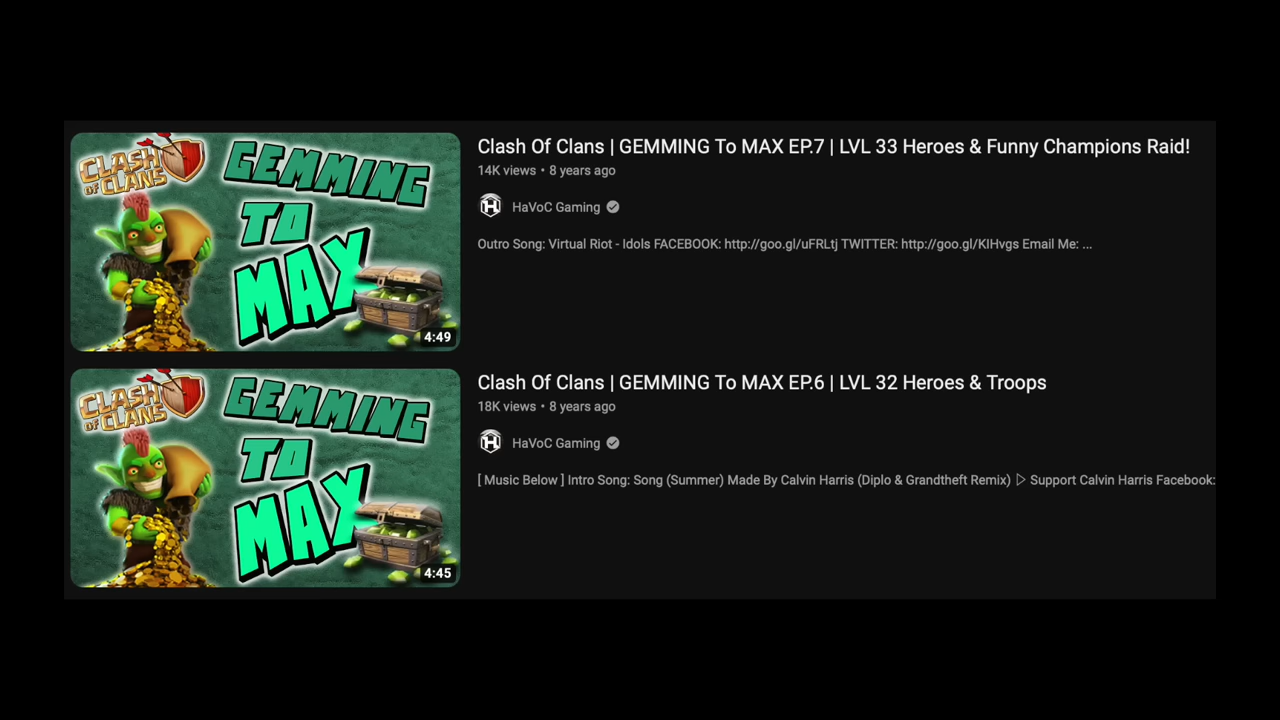 CLASH
OF CLANS
GEMMING
TO
MAX
4:49
Clash Of Clans | GEMMING To MAX EP.7 | LVL 33 Heroes & Funny Champions Raid!
14K views • 8 years ago
HaVoC Gaming
Outro Song: Virtual Riot - Idols FACEBOOK: http://goo.gl/uFRLtj TWITTER: http://goo.gl/KIHvgs Email Me: ...
CLASH
OF CLANS
GEMMING
TO
MAX
4:45
Clash Of Clans | GEMMING To MAX EP.6 | LVL 32 Heroes & Troops
18K views • 8 years ago
HaVoC Gaming
[ Music Below ] Intro Song: Song (Summer) Made By Calvin Harris (Diplo & Grandtheft Remix) ▷ Support Calvin Harris Facebook: